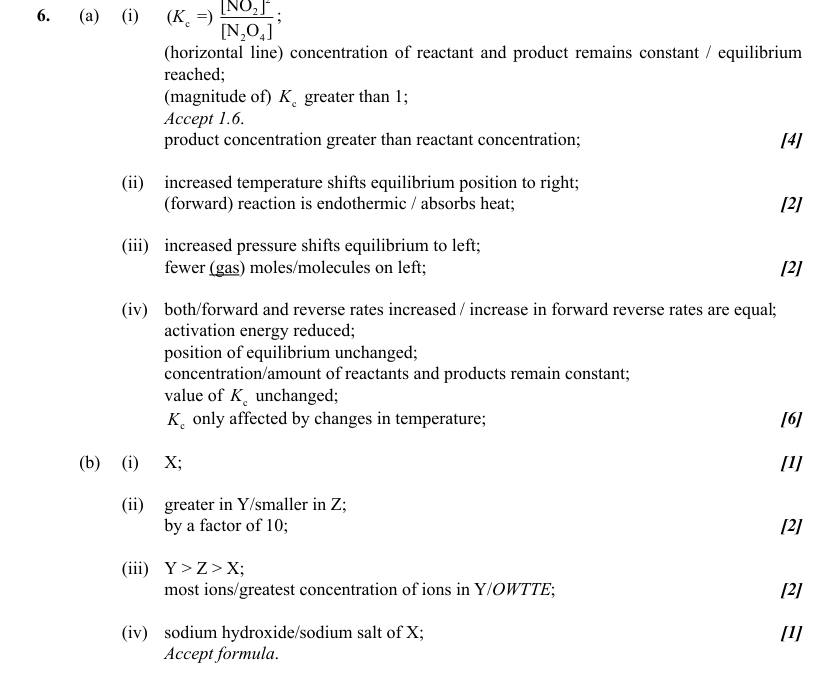 6. (a) (i) (Kc =) [NO2]2 / [N2O4] ;
(horizontal line) concentration of reactant and product remains constant / equilibrium
reached;
(magnitude of) Kc greater than 1;
Accept 1.6.
product concentration greater than reactant concentration; [4]
(ii) increased temperature shifts equilibrium position to right;
(forward) reaction is endothermic / absorbs heat; [2]
(iii) increased pressure shifts equilibrium to left;
fewer (gas) moles/molecules on left; [2]
(iv) both/forward and reverse rates increased / increase in forward reverse rates are equal;
activation energy reduced;
position of equilibrium unchanged;
concentration/amount of reactants and products remain constant;
value of Kc unchanged;
Kc only affected by changes in temperature; [6]
(b) (i) X; [1]
(ii) greater in Y/smaller in Z;
by a factor of 10; [2]
(iii) Y > Z > X;
most ions/greatest concentration of ions in Y/OWTTE; [2]
(iv) sodium hydroxide/sodium salt of X; [1]
Accept formula.